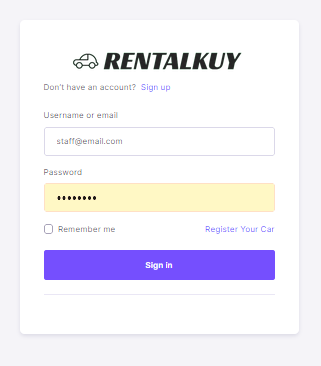 RENTALKUY
Don't have an account? Sign up
Username or email
staff@email.com
Password
••••••••
Remember me Register Your Car
Sign in